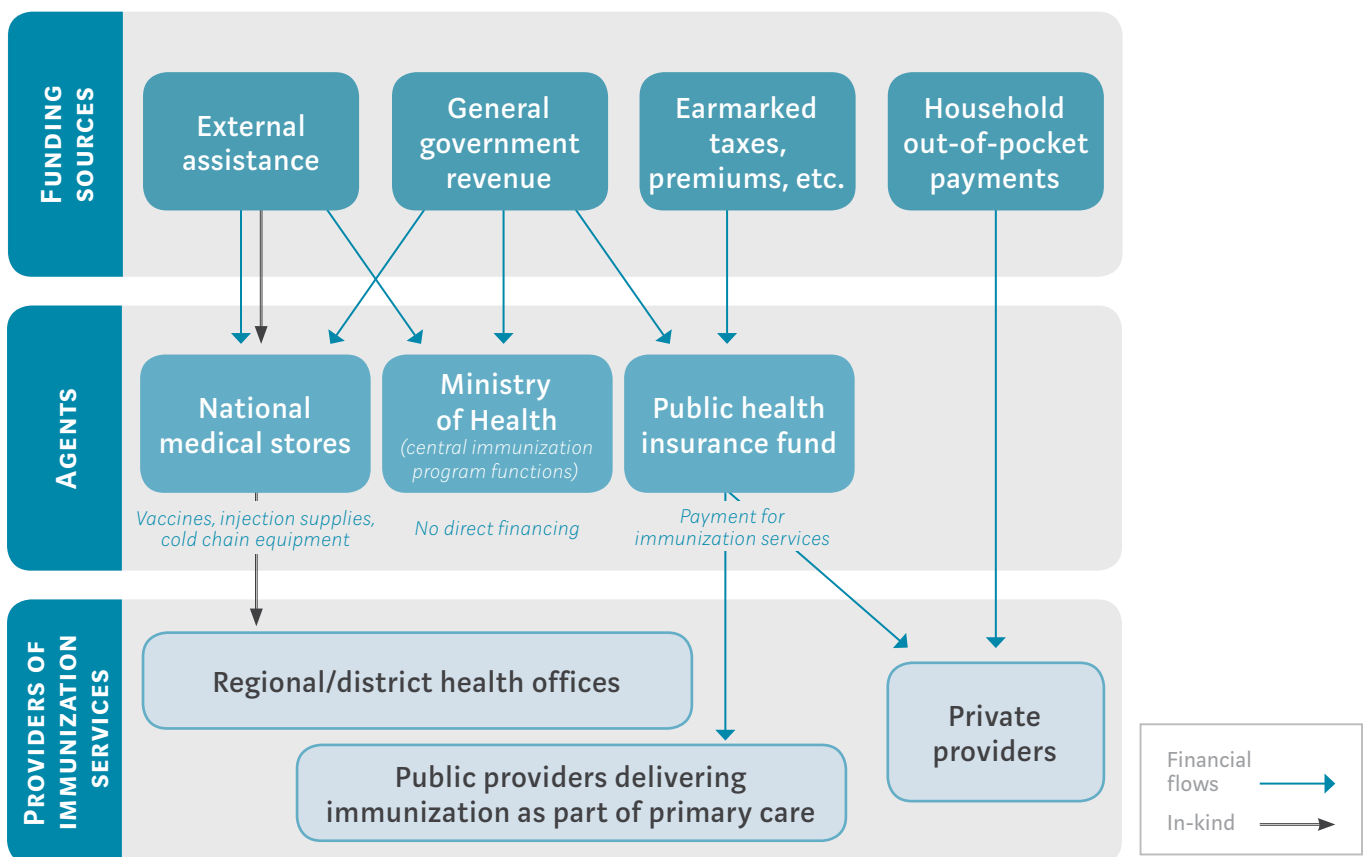 FUNDING
SOURCES
External
assistance
General
government
revenue
Earmarked
taxes,
premiums, etc.
Household
out-of-pocket
payments
AGENTS
National
medical stores
Ministry
of Health
(central immunization
program functions)
Public health
insurance fund
Vaccines, injection supplies,
cold chain equipment
No direct financing
Payment for
immunization services
PROVIDERS OF
IMMUNIZATION
SERVICES
Regional/district health offices
Public providers delivering
immunization as part of primary care
Private
providers
Financial
flows
In-kind